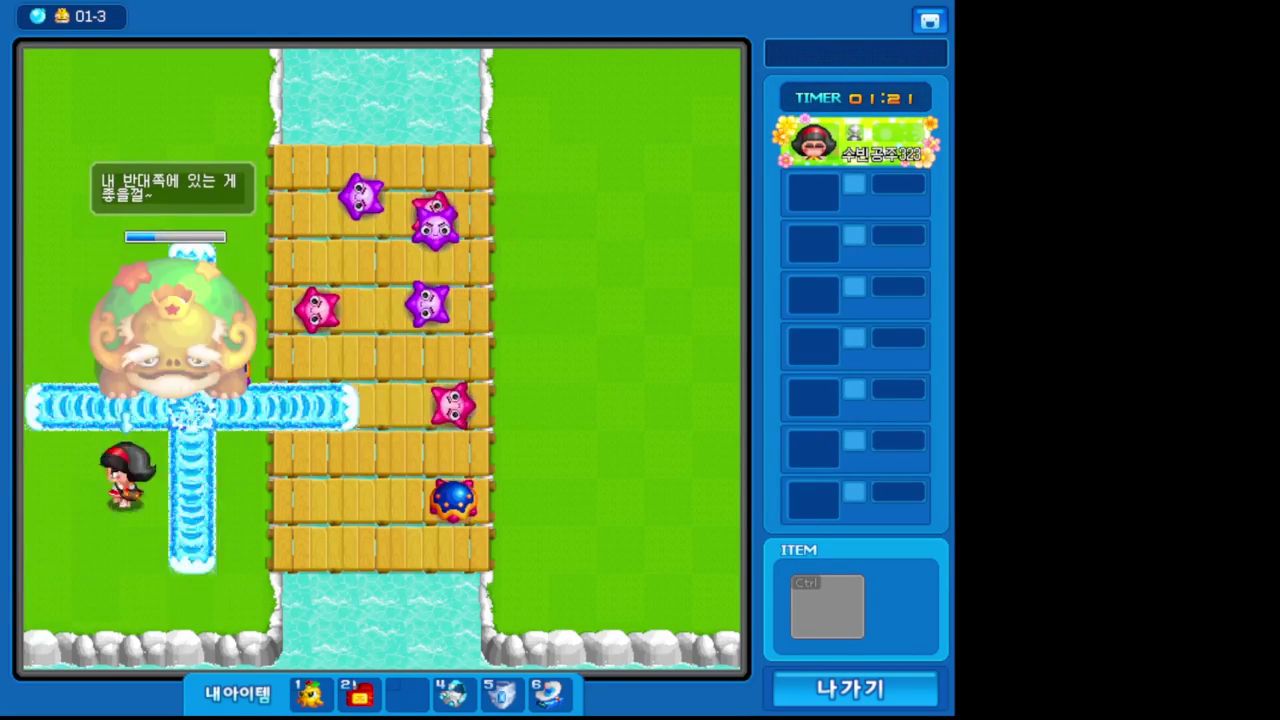 01-3
내 반대쪽에 있는 게
좋을껄~
TIMER 01:21
수빈공주323
ITEM
Ctrl
내아이템
1
2
4
5
6
나가기